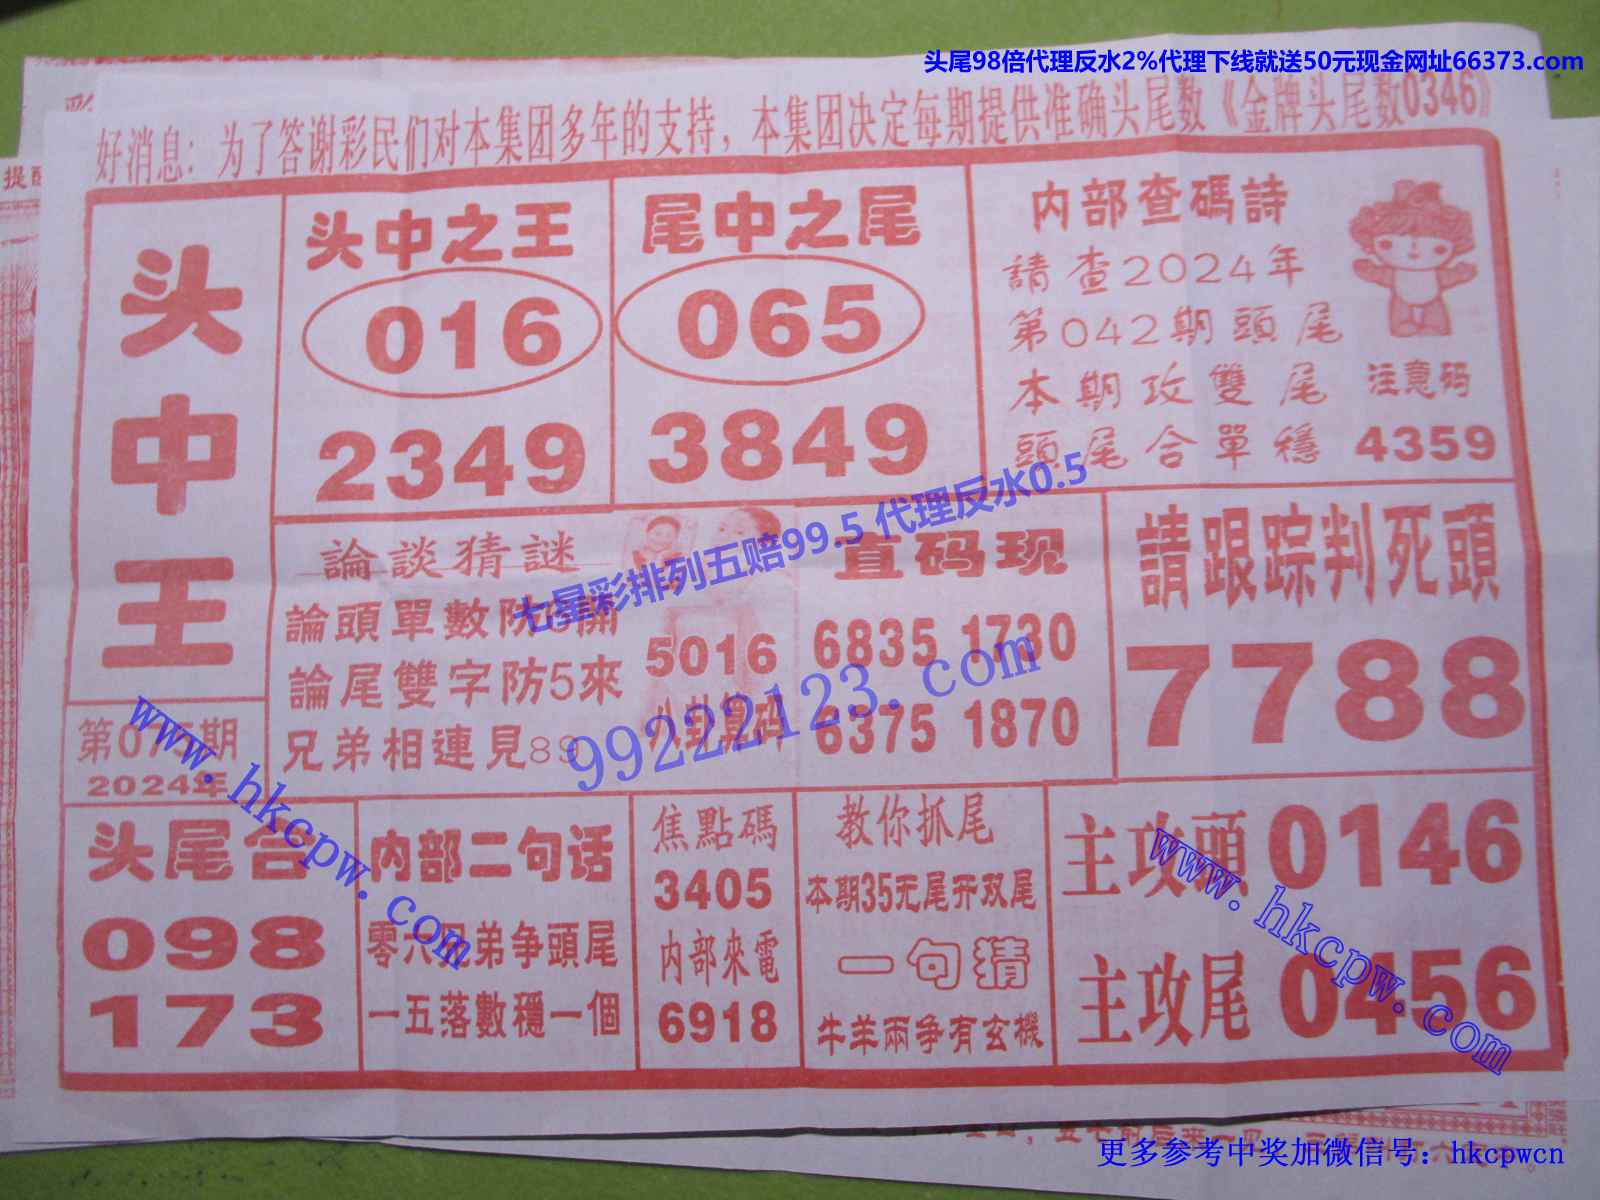 头尾98倍代理反水2%代理下线就送50元现金网址66373.com
好消息：为了答谢彩民们对本集团多年的支持，本集团决定每期提供准确头尾数《金牌头尾数0346》
头中王
第07 期
2024年
头中之王
016
2349
尾中之尾
065
3849
内部查碼詩
請查2024年
第042期頭尾
本期攻雙尾
頭尾合單穩
注意码
4359
論談猜謎
論頭單數防 開
論尾雙字防5來
兄弟相連見89
5016
八卦算码
直码现
6835 1730
6375 1870
請跟踪判死頭
7788
七星彩排列五赔99.5 代理反水0.5
99222123.com
www.hkcpw.com
头尾合
098
173
内部二句话
零六兄弟争頭尾
一五落數穩一個
焦點碼
3405
内部來電
6918
教你抓尾
本期35无尾开双尾
一句猜
牛羊兩争有玄機
主攻頭 0146
主攻尾 0456
www.hkcpw.com
更多参考中奖加微信号：hkcpwcn